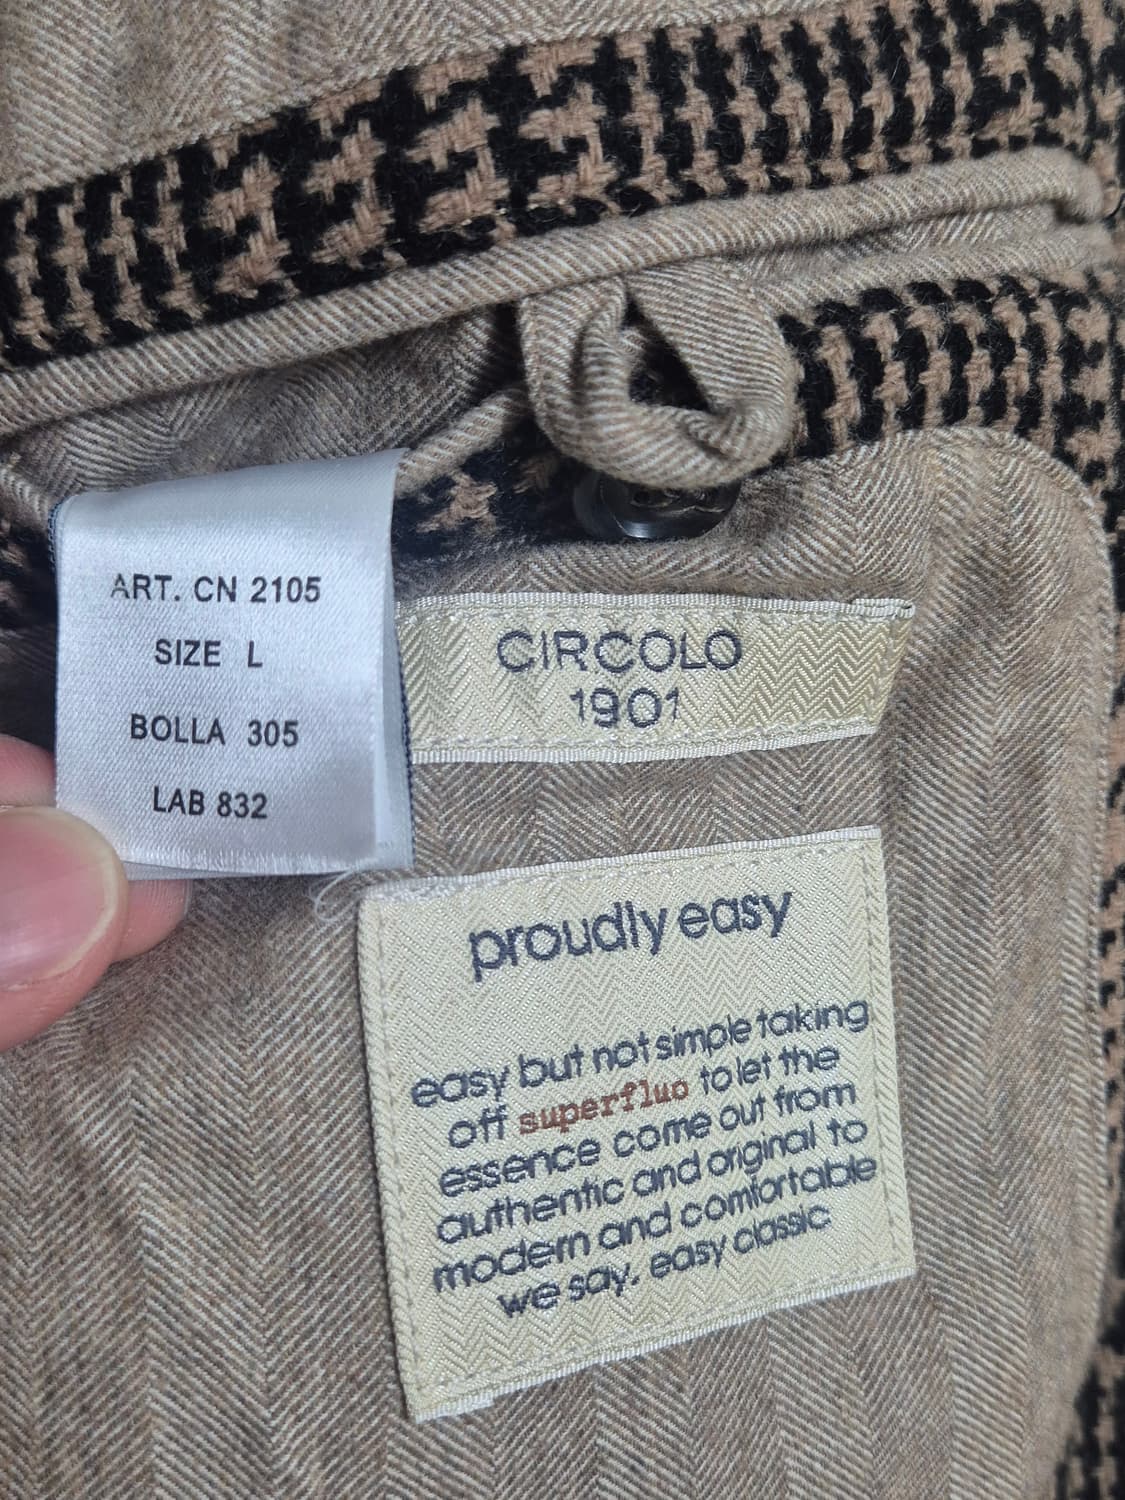 ART. CN 2105
SIZE L
BOLLA 305
LAB 832
CIRCOLO
1901
proudly easy
easy but not simple taking
off superfluo to let the
essence come out from
authentic and original to
modern and comfortable
we say. easy classic